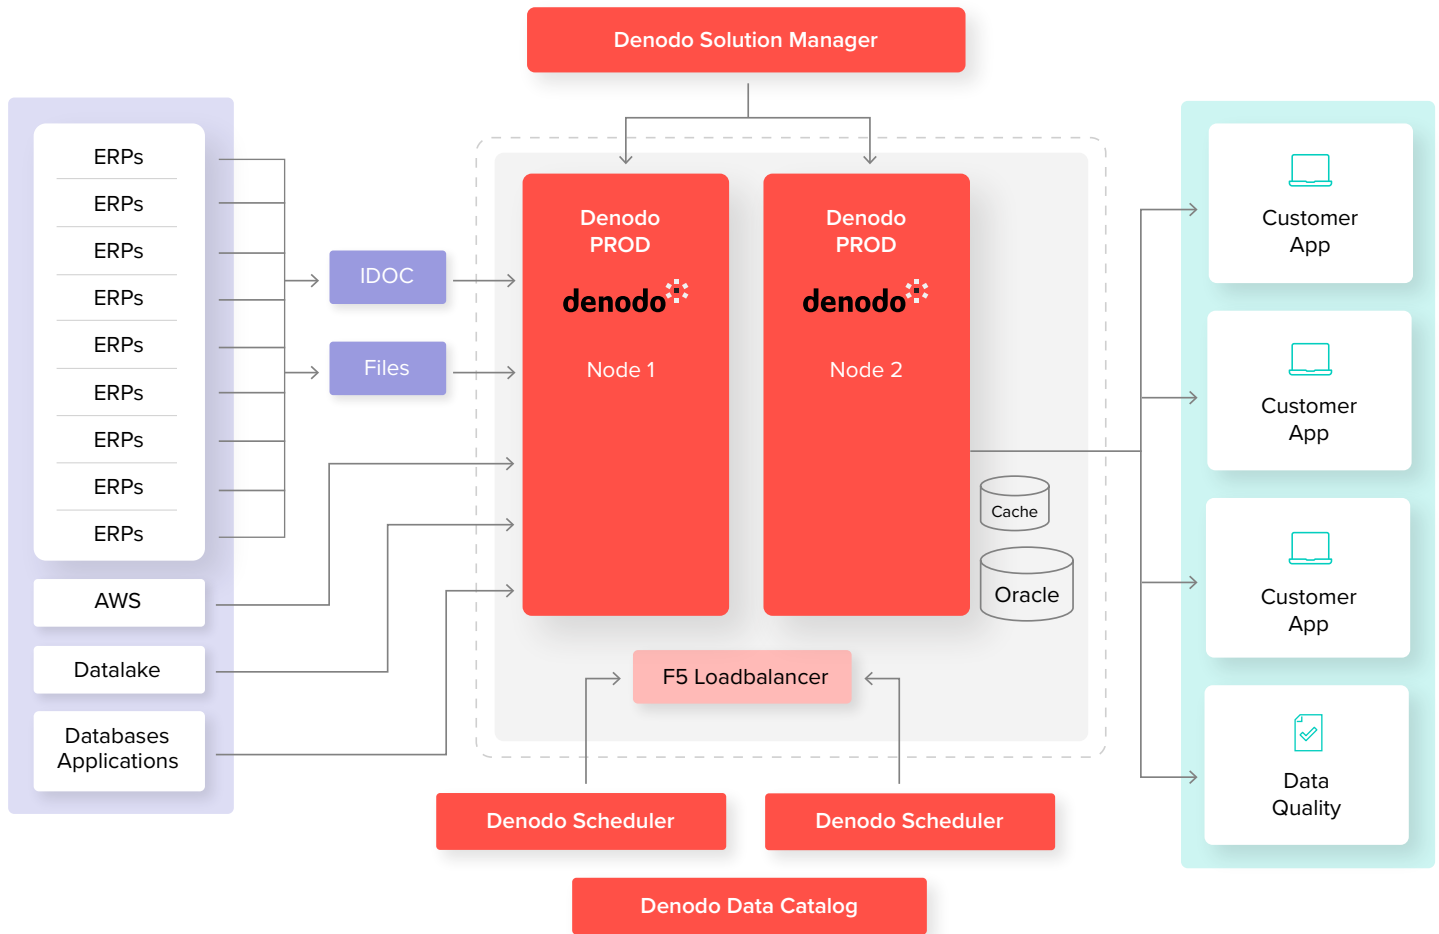 Denodo Solution Manager
ERPs
ERPs
ERPs
ERPs
ERPs
ERPs
ERPs
ERPs
ERPs
AWS
Datalake
Databases
Applications
IDOC
Files
Denodo
PROD
denodo
Node 1
Denodo
PROD
denodo
Node 2
Cache
Oracle
F5 Loadbalancer
Denodo Scheduler
Denodo Scheduler
Denodo Data Catalog
Customer
App
Customer
App
Customer
App
Data
Quality